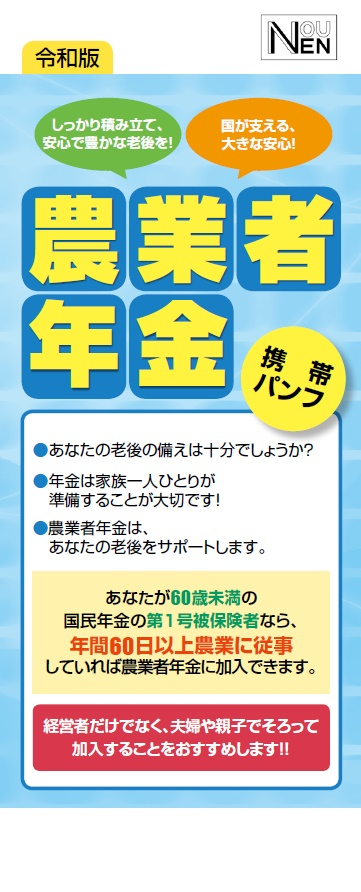 NOU
NEN
令和版
しっかり積み立て、
安心で豊かな老後を!
国が支える、
大きな安心!
農業者
年金
携帯
パンフ
●あなたの老後の備えは十分でしょうか?
●年金は家族一人ひとりが
準備することが大切です!
●農業者年金は、
あなたの老後をサポートします。
あなたが60歳未満の
国民年金の第1号被保険者なら、
年間60日以上農業に従事
していれば農業者年金に加入できます。
経営者だけでなく、夫婦や親子でそろって
加入することをおすすめします!!